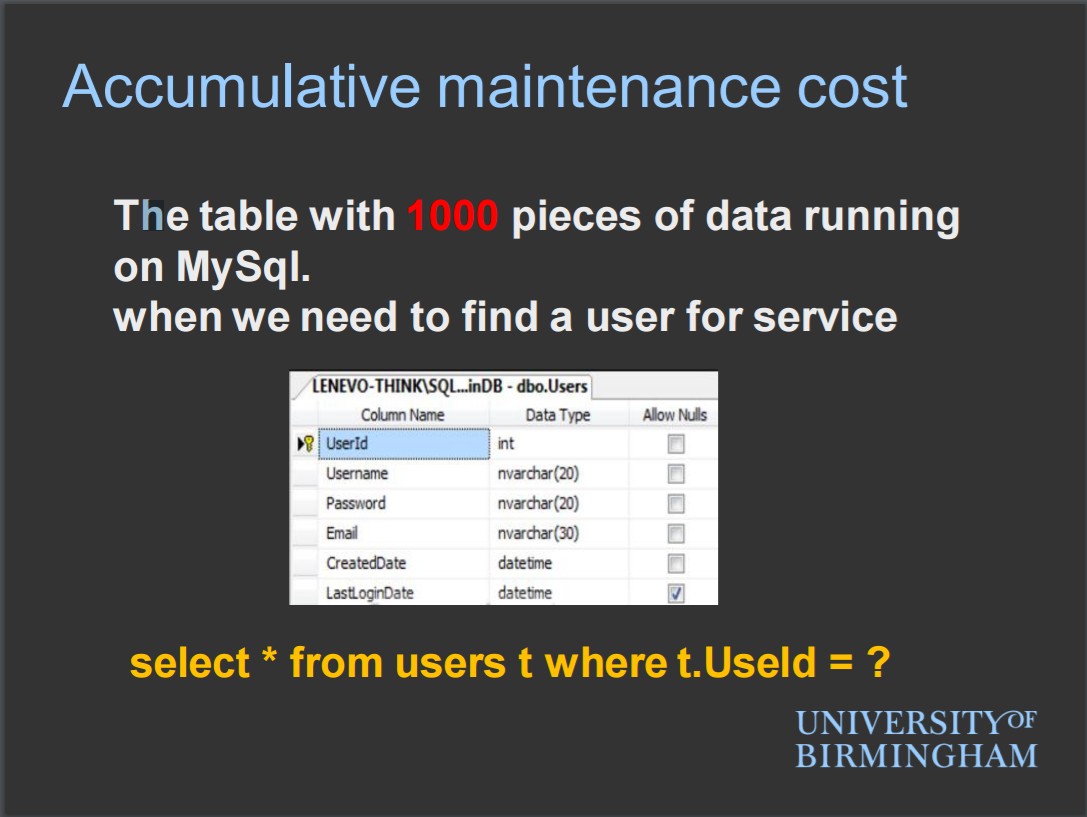 Accumulative maintenance cost
The table with 1000 pieces of data running
on MySql.
when we need to find a user for service
LENEVO-THINK\SQL...inDB - dbo.Users
Column Name Data Type Allow Nulls
UserId int
Username nvarchar(20)
Password nvarchar(20)
Email nvarchar(30)
CreatedDate datetime
LastLoginDate datetime
select * from users t where t.UseId = ?
UNIVERSITY OF
BIRMINGHAM